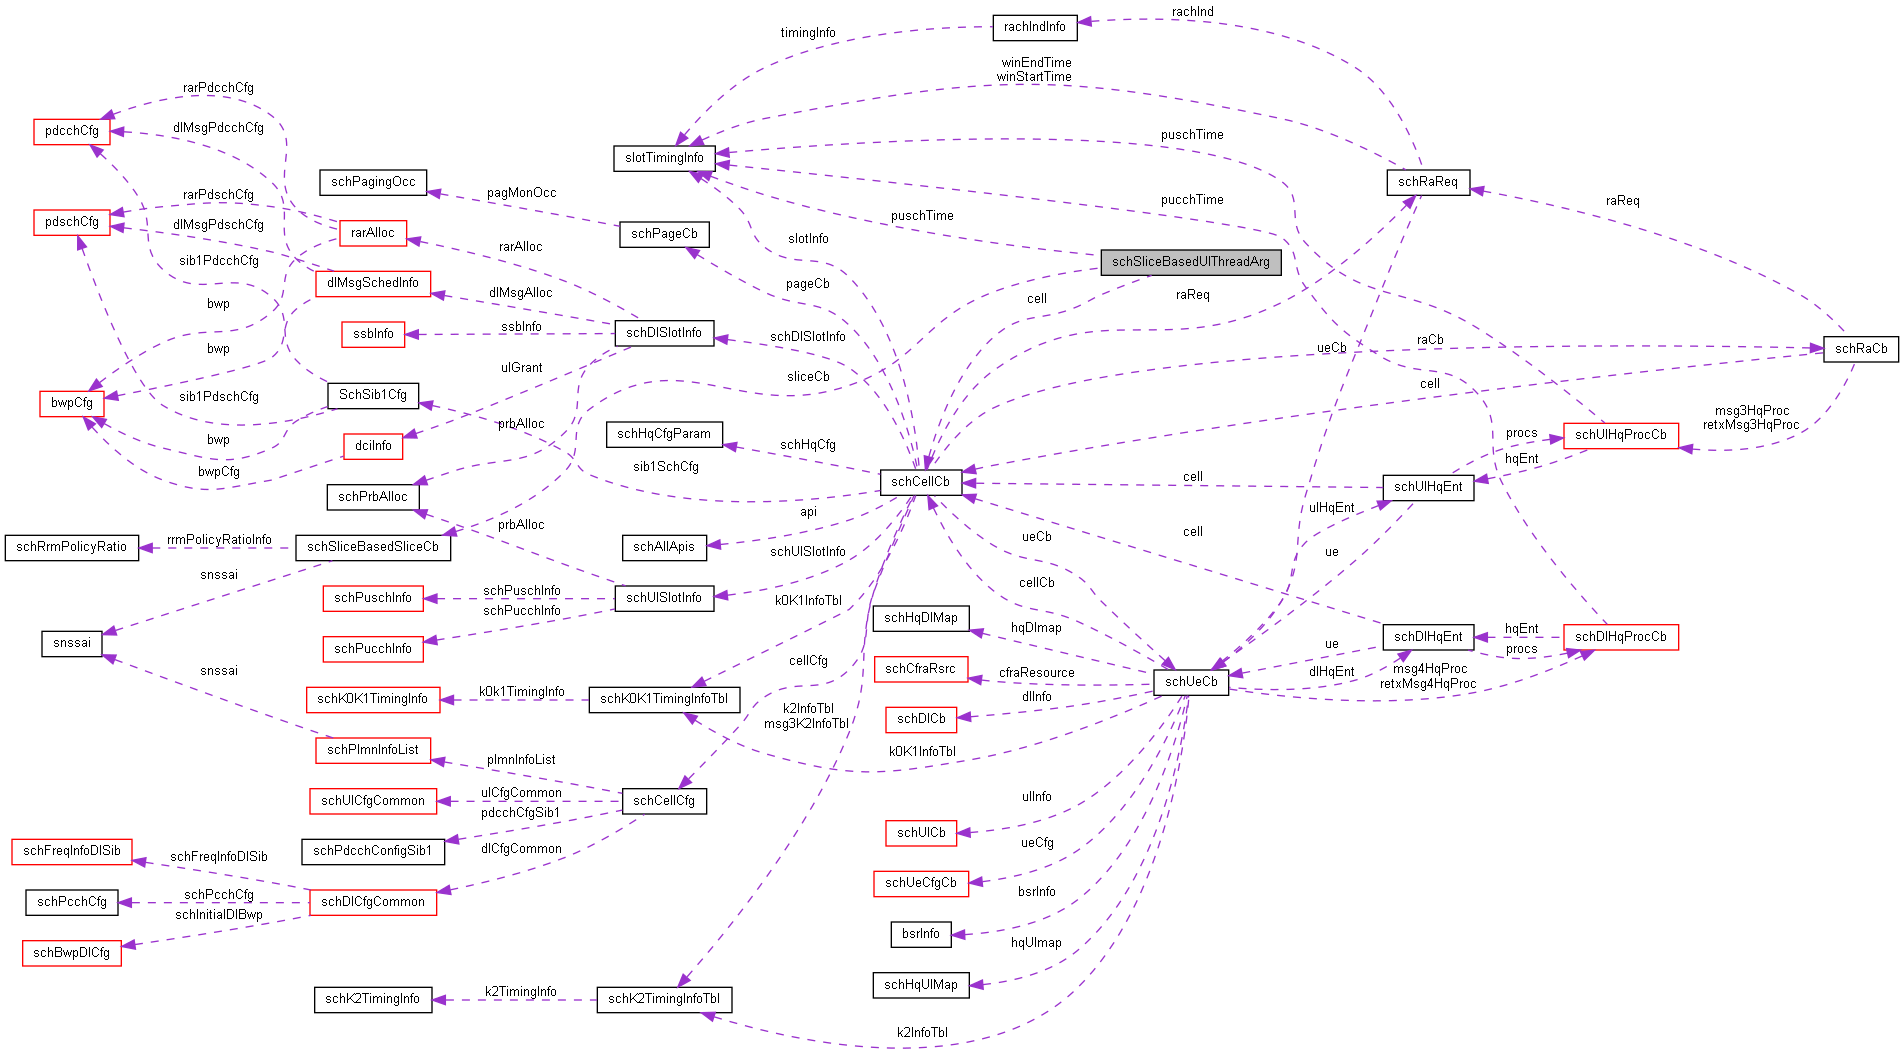 rachInd
rachIndInfo
timingInfo
winEndTime
winStartTime
rarPdcchCfg
pdcchCfg
dlMsgPdcchCfg
puschTime
slotTimingInfo
schPagingOcc
pagMonOcc
schRaReq
rarPdschCfg
pucchTime
raReq
pdschCfg
dlMsgPdschCfg
rarAlloc
rarAlloc
schPageCb
puschTime
slotInfo
sib1PdcchCfg
schSliceBasedUlThreadArg
dlMsgSchedInfo
dlMsgAlloc
pageCb
cell
raReq
bwp
ssbInfo
ssbInfo
schDlSlotInfo
schDlSlotInfo
raCb
ueCb
schRaCb
bwp
ulGrant
sliceCb
cell
bwpCfg
sib1PdschCfg
SchSib1Cfg
msg3HqProc
retxMsg3HqProc
prbAlloc
bwp
dciInfo
schHqCfgParam
schHqCfg
procs
schUlHqProcCb
bwpCfg
sib1SchCfg
hqEnt
schCellCb
cell
schUlHqEnt
schPrbAlloc
api
ulHqEnt
prbAlloc
schRrmPolicyRatio
rrmPolicyRatioInfo
schSliceBasedSliceCb
schAllApis
schUlSlotInfo
ueCb
cell
ue
snssai
cellCb
schPuschInfo
schPuschInfo
schUlSlotInfo
k0K1InfoTbl
schPucchInfo
schHqDlMap
hqDlmap
snssai
schPucchInfo
schDlHqEnt
hqEnt
schDlHqProcCb
ue
procs
snssai
cellCfg
schCfraRsrc
cfraResource
schUeCb
dlHqEnt
msg4HqProc
retxMsg4HqProc
schK0K1TimingInfo
k0k1TimingInfo
schK0K1TimingInfoTbl
dlInfo
k2InfoTbl
msg3K2InfoTbl
schDlCb
schPlmnInfoList
plmnInfoList
k0K1InfoTbl
schUlCfgCommon
ulCfgCommon
schCellCfg
ulInfo
pdcchCfgSib1
schUlCb
schFreqInfoDlSib
schFreqInfoDlSib
schPdcchConfigSib1
dlCfgCommon
ueCfg
schPcchCfg
schPcchCfg
schDlCfgCommon
schUeCfgCb
bsrInfo
schInitialDlBwp
schBwpDlCfg
bsrInfo
hqUlmap
schHqUlMap
schK2TimingInfo
k2TimingInfo
schK2TimingInfoTbl
k2InfoTbl